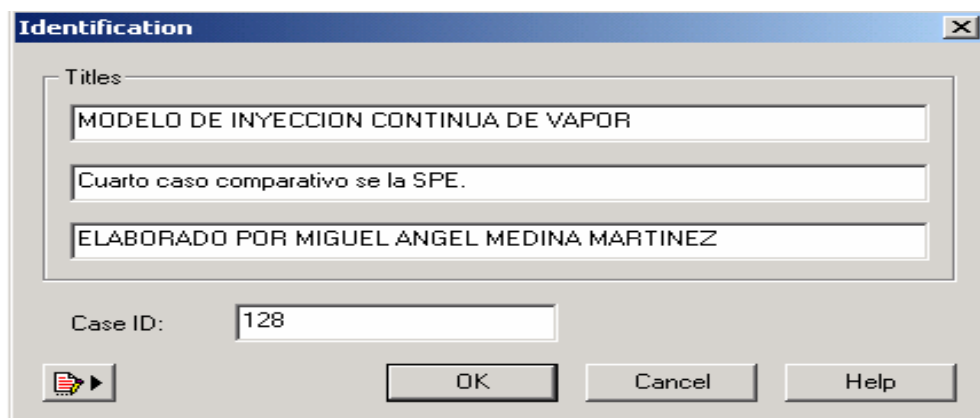 Identification
Titles
MODELO DE INYECCION CONTINUA DE VAPOR
Cuarto caso comparativo se la SPE.
ELABORADO POR MIGUEL ANGEL MEDINA MARTINEZ
Case ID: 128
OK Cancel Help